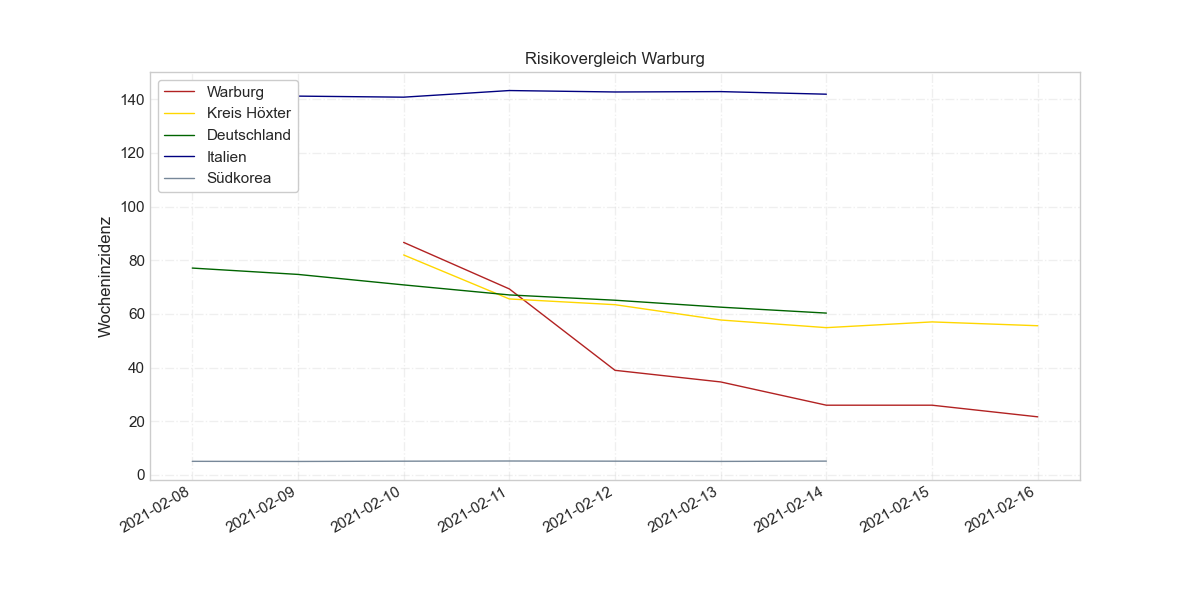 Risikovergleich Warburg
Warburg
Kreis Höxter
Deutschland
Italien
Südkorea
Wocheninzidenz
140
120
100
80
60
40
20
0
2021-02-08
2021-02-09
2021-02-10
2021-02-11
2021-02-12
2021-02-13
2021-02-14
2021-02-15
2021-02-16